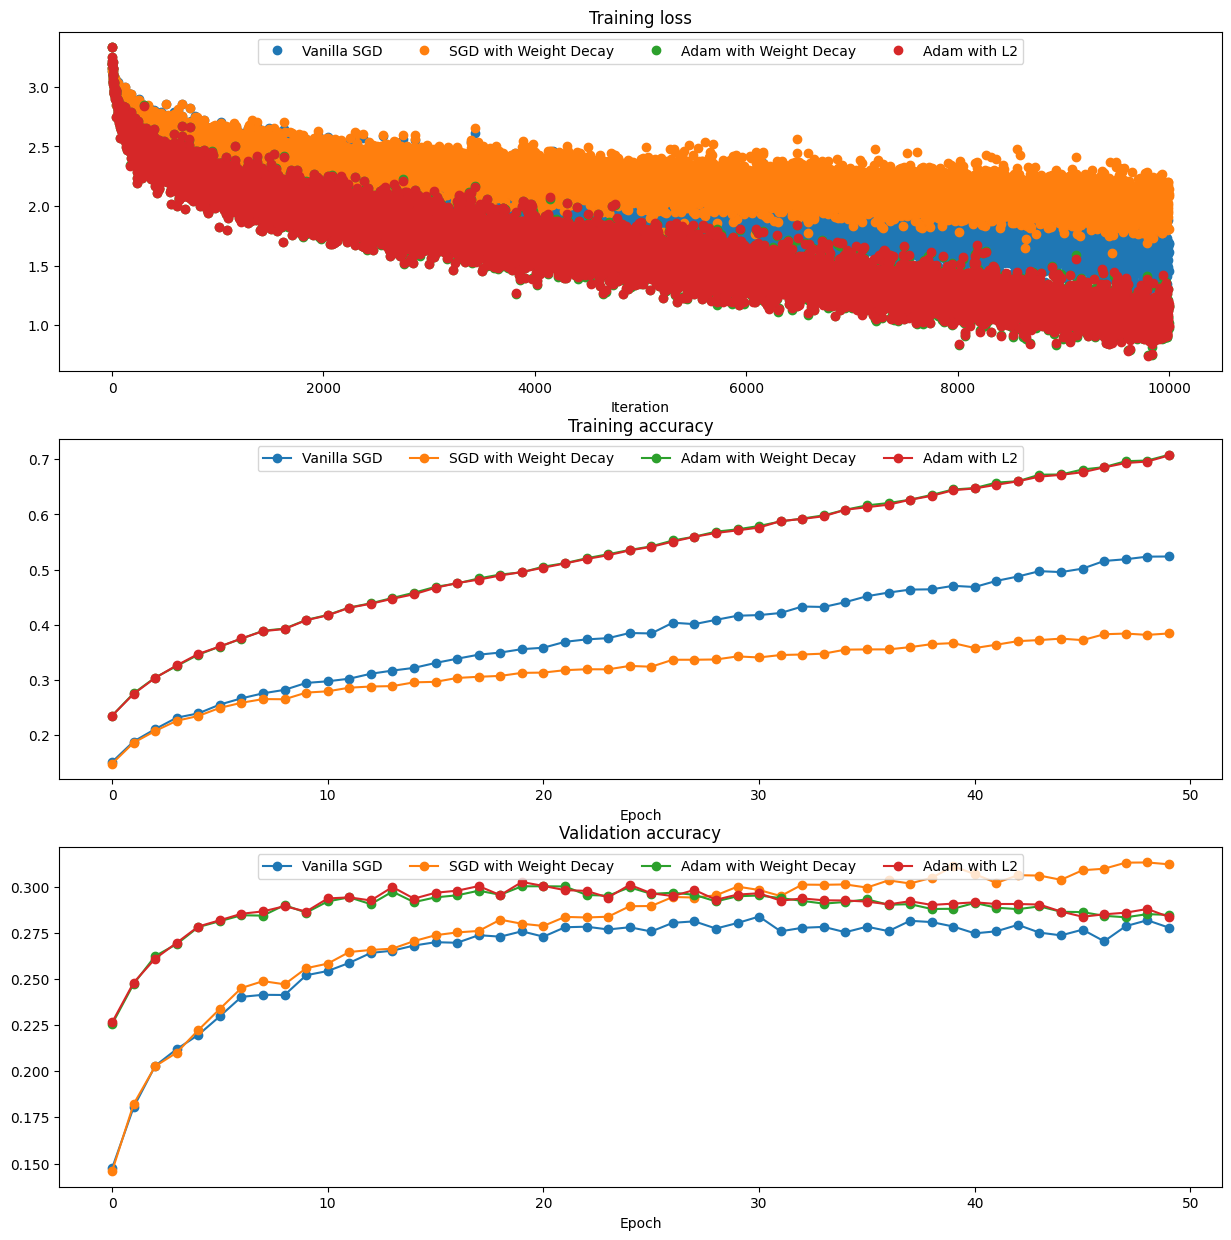 Training loss
Vanilla SGD SGD with Weight Decay Adam with Weight Decay Adam with L2
3.0
2.5
2.0
1.5
1.0
0 2000 4000 6000 8000 10000
Iteration
Training accuracy
Vanilla SGD SGD with Weight Decay Adam with Weight Decay Adam with L2
0.7
0.6
0.5
0.4
0.3
0.2
0 10 20 30 40 50
Epoch
Validation accuracy
Vanilla SGD SGD with Weight Decay Adam with Weight Decay Adam with L2
0.300
0.275
0.250
0.225
0.200
0.175
0.150
0 10 20 30 40 50
Epoch